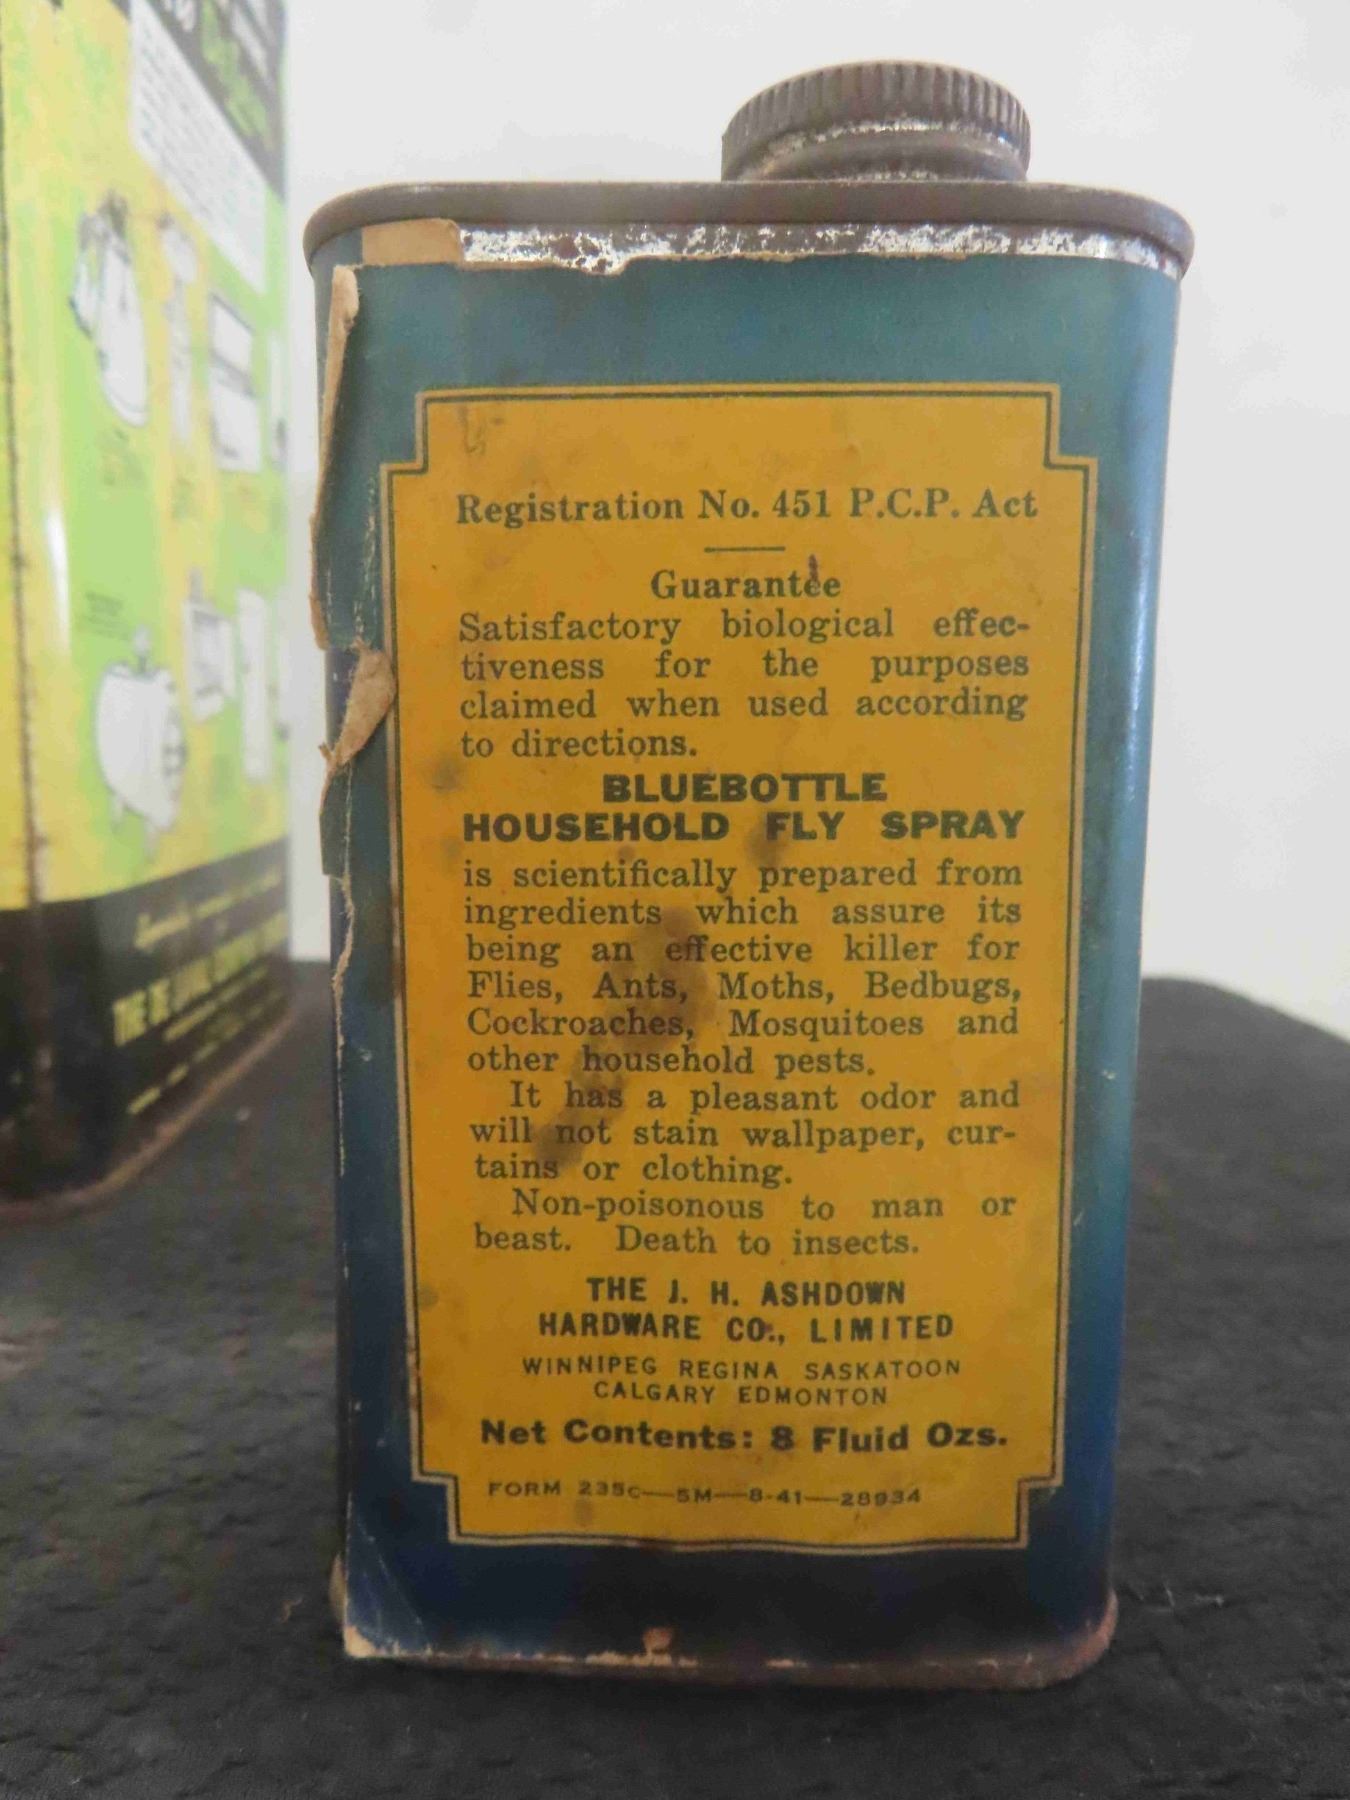 Registration No. 451 P.C.P. Act
Guarantee
Satisfactory biological effec-
tiveness for the purposes
claimed when used according
to directions.
BLUEBOTTLE
HOUSEHOLD FLY SPRAY
is scientifically prepared from
ingredients which assure its
being an effective killer for
Flies, Ants, Moths, Bedbugs,
Cockroaches, Mosquitoes and
other household pests.
It has a pleasant odor and
will not stain wallpaper, cur-
tains or clothing.
Non-poisonous to man or
beast. Death to insects.
THE J. H. ASHDOWN
HARDWARE CO., LIMITED
WINNIPEG REGINA SASKATOON
CALGARY EDMONTON
Net Contents: 8 Fluid Ozs.
FORM 235c—5M—8-41—28934